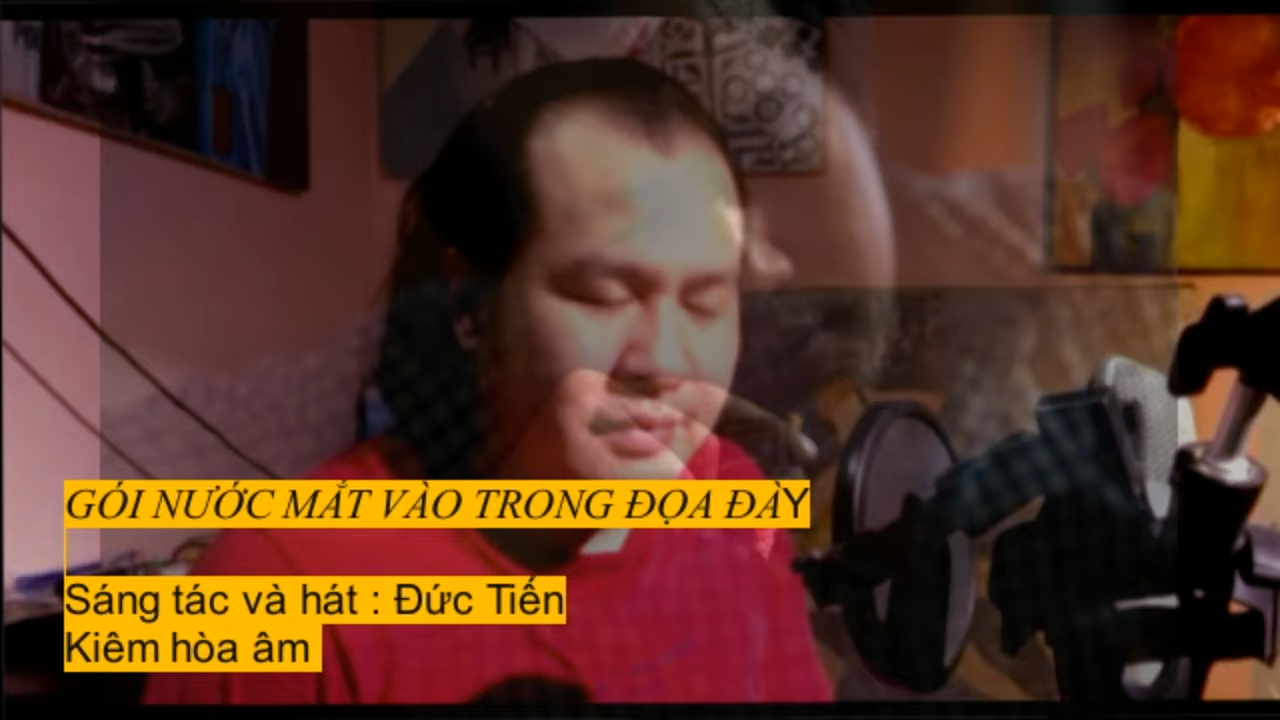 GÓI NƯỚC MẮT VÀO TRONG ĐỌA ĐÀY
Sáng tác và hát : Đức Tiến
Kiêm hòa âm